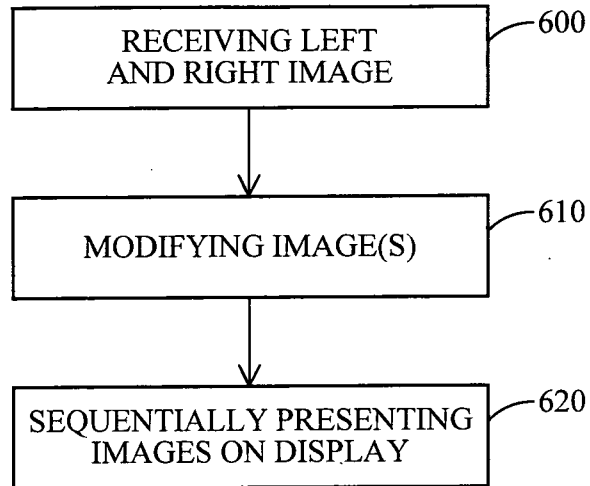 RECEIVING LEFT
AND RIGHT IMAGE
600
MODIFYING IMAGE(S)
610
SEQUENTIALLY PRESENTING
IMAGES ON DISPLAY
620